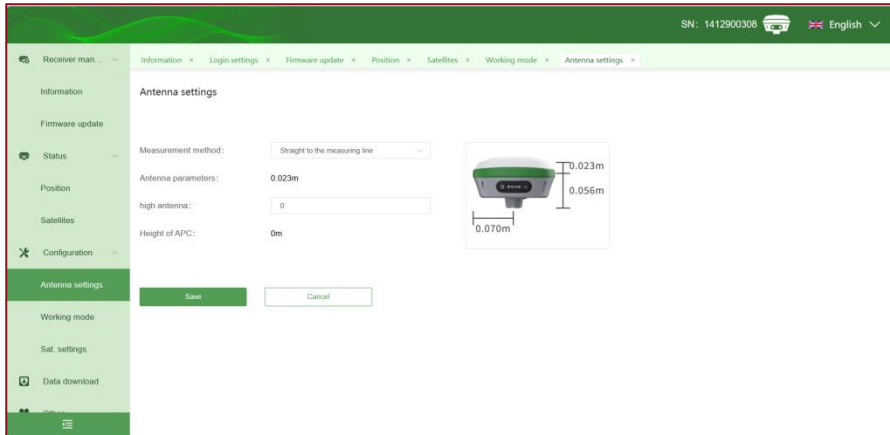 SN: 1412900308 English
Receiver man...
Information × Login settings × Firmware update × Position × Satellites × Working mode × Antenna settings ×
Information
Firmware update
Status
Position
Satellites
Configuration
Antenna settings
Working mode
Sat. settings
Data download
Antenna settings
Measurement method: Straight to the measuring line
Antenna parameters: 0.023m
high antenna: 0
Height of APC: 0m
Save Cancel
0.023m
0.056m
0.070m